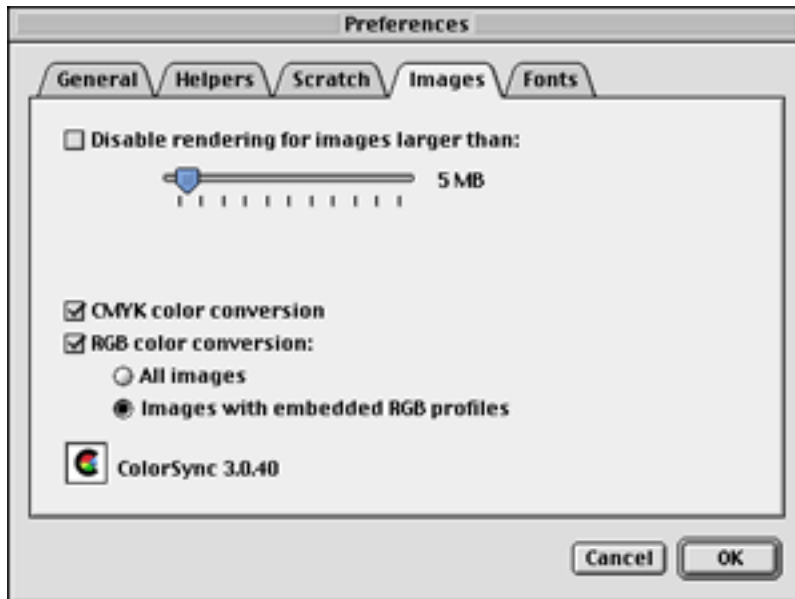 Preferences
General Helpers Scratch Images Fonts
Disable rendering for images larger than:
5 MB
CMYK color conversion
RGB color conversion:
All images
Images with embedded RGB profiles
ColorSync 3.0.40
Cancel OK